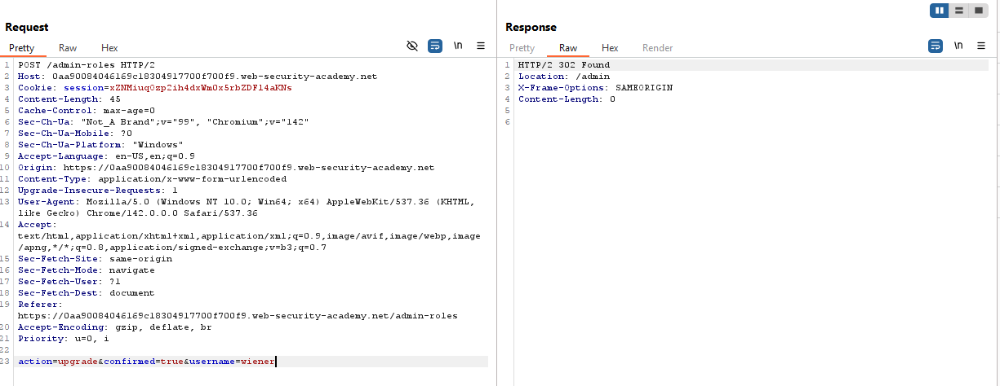 Request
Pretty Raw Hex
\n
1 POST /admin-roles HTTP/2
2 Host: 0aa90084046169c18304917700f700f9.web-security-academy.net
3 Cookie: session=xZNMiuq0zp2ih4dxWm0x5rbZDF14aKNs
4 Content-Length: 45
5 Cache-Control: max-age=0
6 Sec-Ch-Ua: "Not_A Brand";v="99", "Chromium";v="142"
7 Sec-Ch-Ua-Mobile: ?0
8 Sec-Ch-Ua-Platform: "Windows"
9 Accept-Language: en-US,en;q=0.9
10 Origin: https://0aa90084046169c18304917700f700f9.web-security-academy.net
11 Content-Type: application/x-www-form-urlencoded
12 Upgrade-Insecure-Requests: 1
13 User-Agent: Mozilla/5.0 (Windows NT 10.0; Win64; x64) AppleWebKit/537.36 (KHTML,
like Gecko) Chrome/142.0.0.0 Safari/537.36
14 Accept:
text/html,application/xhtml+xml,application/xml;q=0.9,image/avif,image/webp,image
/apng,*/*;q=0.8,application/signed-exchange;v=b3;q=0.7
15 Sec-Fetch-Site: same-origin
16 Sec-Fetch-Mode: navigate
17 Sec-Fetch-User: ?1
18 Sec-Fetch-Dest: document
19 Referer:
https://0aa90084046169c18304917700f700f9.web-security-academy.net/admin-roles
20 Accept-Encoding: gzip, deflate, br
21 Priority: u=0, i
22
23 action=upgrade&confirmed=true&username=wiener
Response
Pretty Raw Hex Render
\n
1 HTTP/2 302 Found
2 Location: /admin
3 X-Frame-Options: SAMEORIGIN
4 Content-Length: 0
5
6